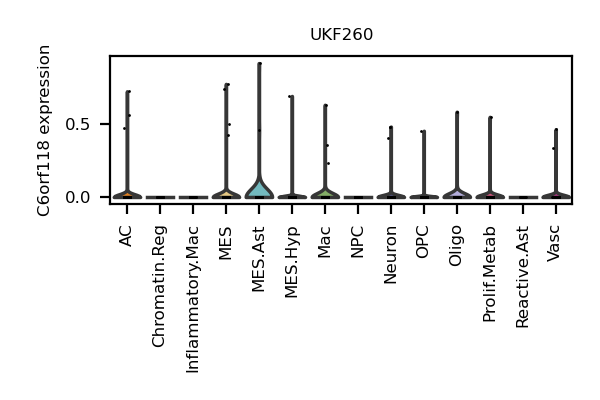 UKF260
C6orf118 expression
0.5
0.0
AC
Chromatin.Reg
Inflammatory.Mac
MES
MES.Ast
MES.Hyp
Mac
NPC
Neuron
OPC
Oligo
Prolif.Metab
Reactive.Ast
Vasc